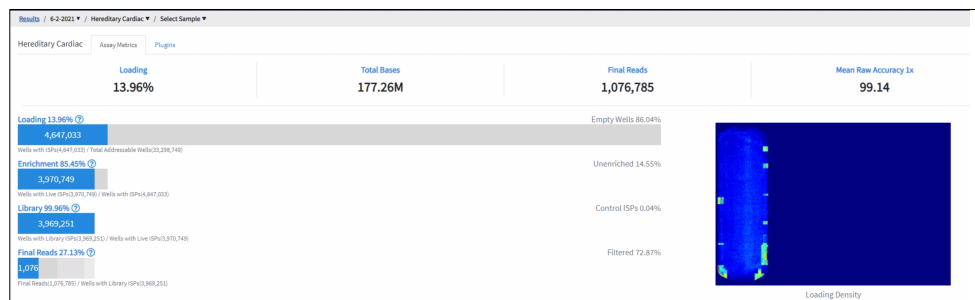 Results / 6-2-2021 ▾ / Hereditary Cardiac ▾ / Select Sample ▾
Hereditary Cardiac Assay Metrics Plugins
Loading Total Bases Final Reads Mean Raw Accuracy 1x
13.96% 177.26M 1,076,785 99.14
Loading 13.96% ? Empty Wells 86.04%
4,647,033
Wells with ISPs(4,647,033) / Total Addressable Wells(33,298,749)
Enrichment 85.45% ? Unenriched 14.55%
3,970,749
Wells with Live ISPs(3,970,749) / Wells with ISPs(4,647,033)
Library 99.96% ? Control ISPs 0.04%
3,969,251
Wells with Library ISPs(3,969,251) / Wells with Live ISPs(3,970,749)
Final Reads 27.13% ? Filtered 72.87%
1,076
Final Reads(1,076,785) / Wells with Library ISPs(3,969,251)
Loading Density